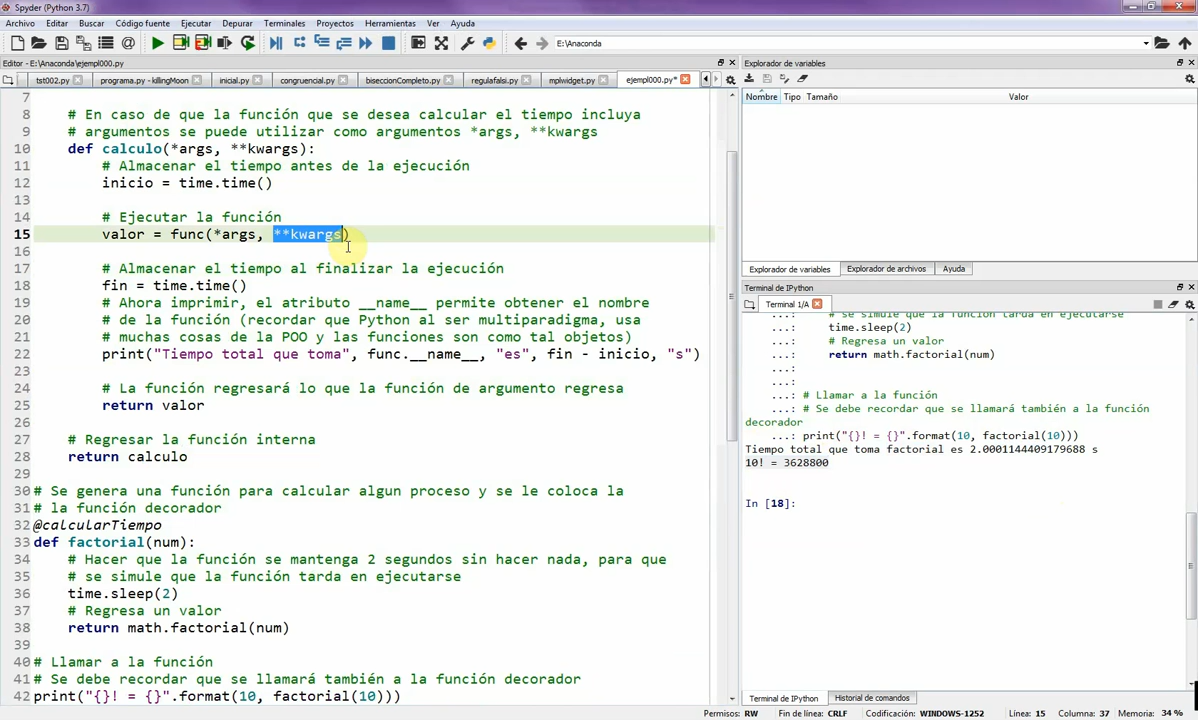 Spyder (Python 3.7)
Archivo Editar Buscar Código fuente Ejecutar Depurar Terminales Proyectos Herramientas Ver Ayuda
E:\Anaconda
Editor - E:\Anaconda\ejempl000.py
tst002.py programa.py - killingMoon inicial.py congruencial.py biseccionCompleto.py regulafalsi.py mplwidget.py ejempl000.py*
7
8 # En caso de que la función que se desea calcular el tiempo incluya
9 # argumentos se puede utilizar como argumentos *args, **kwargs
10 def calculo(*args, **kwargs):
11 # Almacenar el tiempo antes de la ejecución
12 inicio = time.time()
13
14 # Ejecutar la función
15 valor = func(*args, **kwargs)
16
17 # Almacenar el tiempo al finalizar la ejecución
18 fin = time.time()
19 # Ahora imprimir, el atributo __name__ permite obtener el nombre
20 # de la función (recordar que Python al ser multiparadigma, usa
21 # muchas cosas de la POO y las funciones son como tal objetos)
22 print("Tiempo total que toma", func.__name__, "es", fin - inicio, "s")
23
24 # La función regresará lo que la función de argumento regresa
25 return valor
26
27 # Regresar la función interna
28 return calculo
29
30 # Se genera una función para calcular algun proceso y se le coloca la
31 # la función decorador
32 @calcularTiempo
33 def factorial(num):
34 # Hacer que la función se mantenga 2 segundos sin hacer nada, para que
35 # se simule que la función tarda en ejecutarse
36 time.sleep(2)
37 # Regresa un valor
38 return math.factorial(num)
39
40 # Llamar a la función
41 # Se debe recordar que se llamará también a la función decorador
42 print("{}! = {}".format(10, factorial(10)))
Explorador de variables
Nombre Tipo Tamaño Valor
Explorador de variables Explorador de archivos Ayuda
Terminal de IPython
Terminal 1/A
...: # se simule que la función tarda en ejecutarse
...: time.sleep(2)
...: # Regresa un valor
...: return math.factorial(num)
...:
...:
...: # Llamar a la función
...: # Se debe recordar que se llamará también a la función
decorador
...: print("{}! = {}".format(10, factorial(10)))
Tiempo total que toma factorial es 2.0001144409179688 s
10! = 3628800
In [18]:
Terminal de IPython Historial de comandos
Permisos: RW Fin de línea: CRLF Codificación: WINDOWS-1252 Línea: 15 Columna: 37 Memoria: 34 %